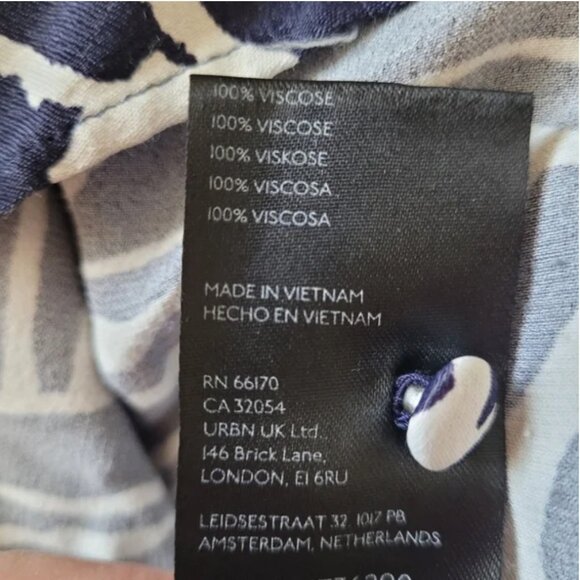 100% VISCOSE
100% VISCOSE
100% VISKOSE
100% VISCOSA
100% VISCOSA
MADE IN VIETNAM
HECHO EN VIETNAM
RN 66170
CA 32054
URBN UK Ltd.,
146 Brick Lane,
LONDON, E1 6RU
LEIDSESTRAAT 32, 1017 PB
AMSTERDAM, NETHERLANDS